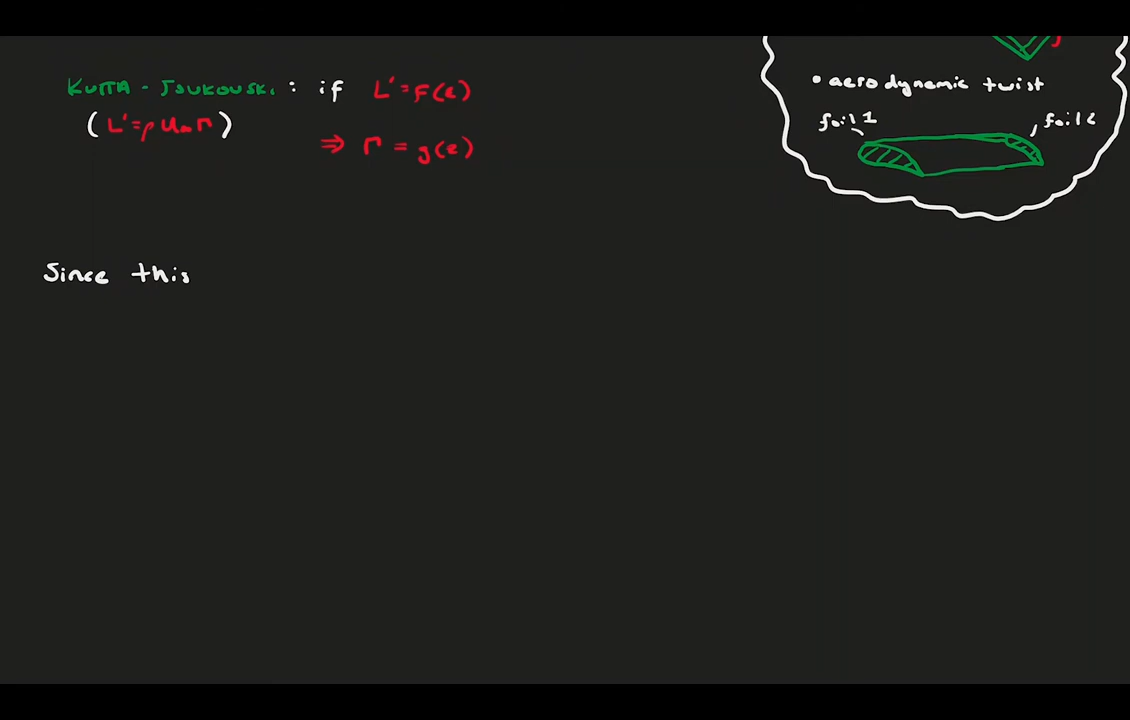 KUTTA - JOUKOWSKI : if L' = F(z)
(L' = ρ U∞ Γ)
⇒ Γ = g(z)
• aerodynamic twist
foil 1
foil 2
Since this